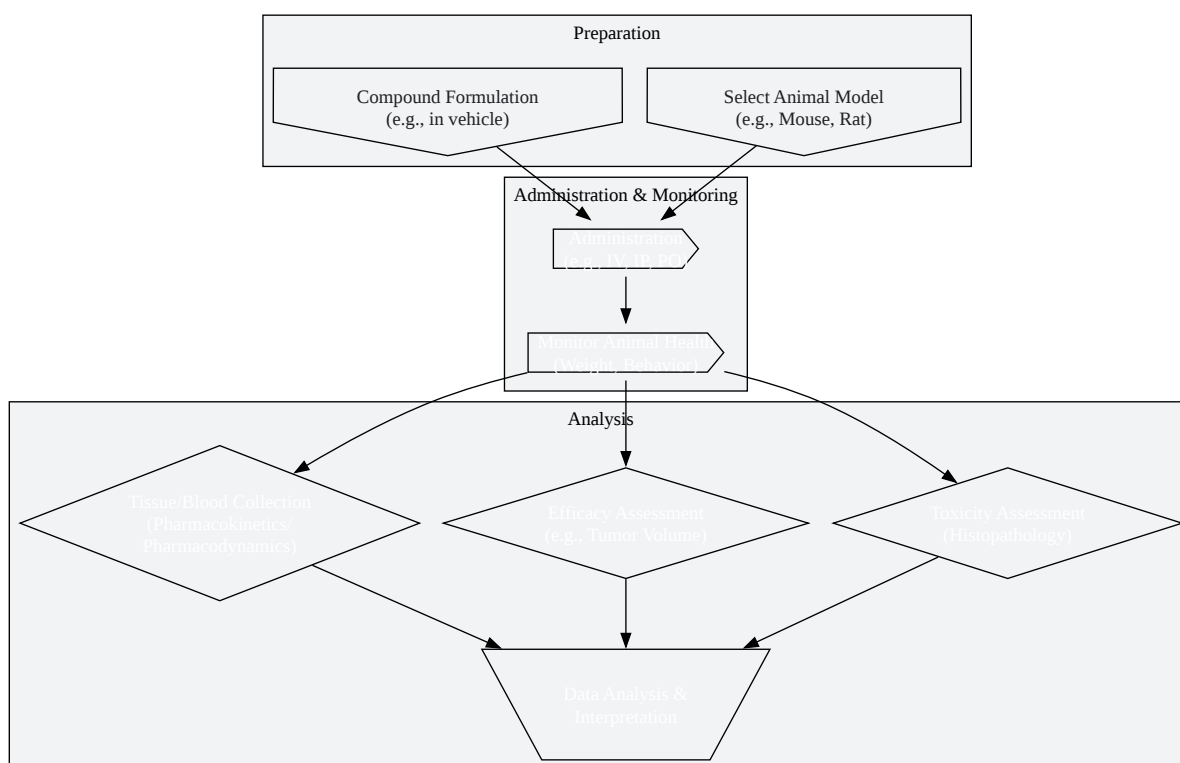 Preparation
Compound Formulation
(e.g., in vehicle)
Select Animal Model
(e.g., Mouse, Rat)
Administration & Monitoring
Administration
(e.g., IV, IP, PO)
Monitor Animal Health
(Weight, Behavior)
Analysis
Tissue/Blood Collection
(Pharmacokinetics/
Pharmacodynamics)
Efficacy Assessment
(e.g., Tumor Volume)
Toxicity Assessment
(Histopathology)
Data Analysis &
Interpretation